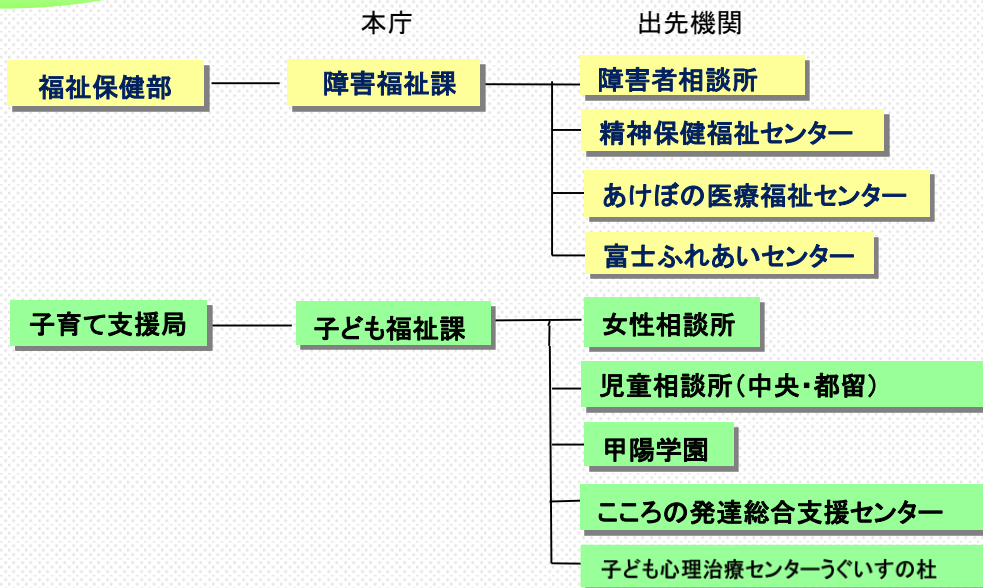 本庁 出先機関
福祉保健部 障害福祉課 障害者相談所
精神保健福祉センター
あけぼの医療福祉センター
富士ふれあいセンター
子育て支援局 子ども福祉課 女性相談所
児童相談所(中央・都留)
甲陽学園
こころの発達総合支援センター
子ども心理治療センターうぐいすの杜